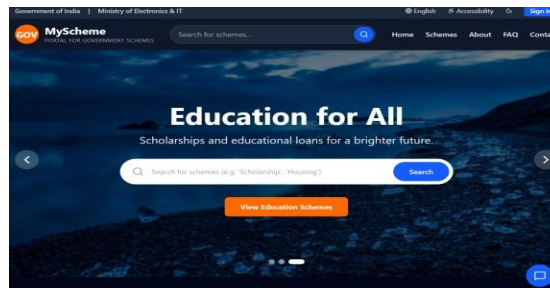 Government of India | Ministry of Electronics & IT English Accessibility Sign In
GOV MyScheme Search for schemes... Home Schemes About FAQ Conta
PORTAL FOR GOVERNMENT SCHEMES
Education for All
Scholarships and educational loans for a brighter future.
Search for schemes (e.g. 'Scholarship', 'Housing') Search
View Education Schemes